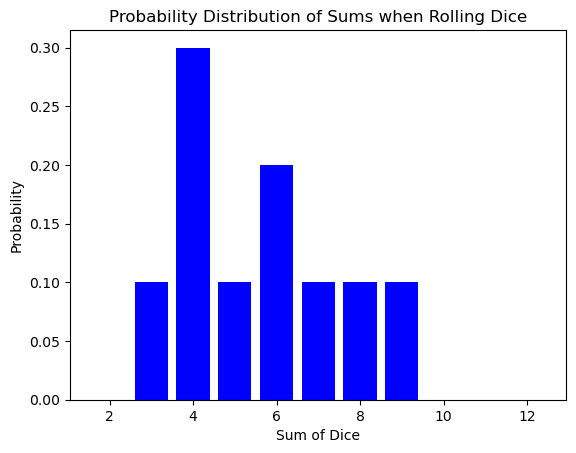 Probability Distribution of Sums when Rolling Dice
0.30
0.25
0.20
0.15
0.10
0.05
0.00
Probability
2 4 6 8 10 12
Sum of Dice